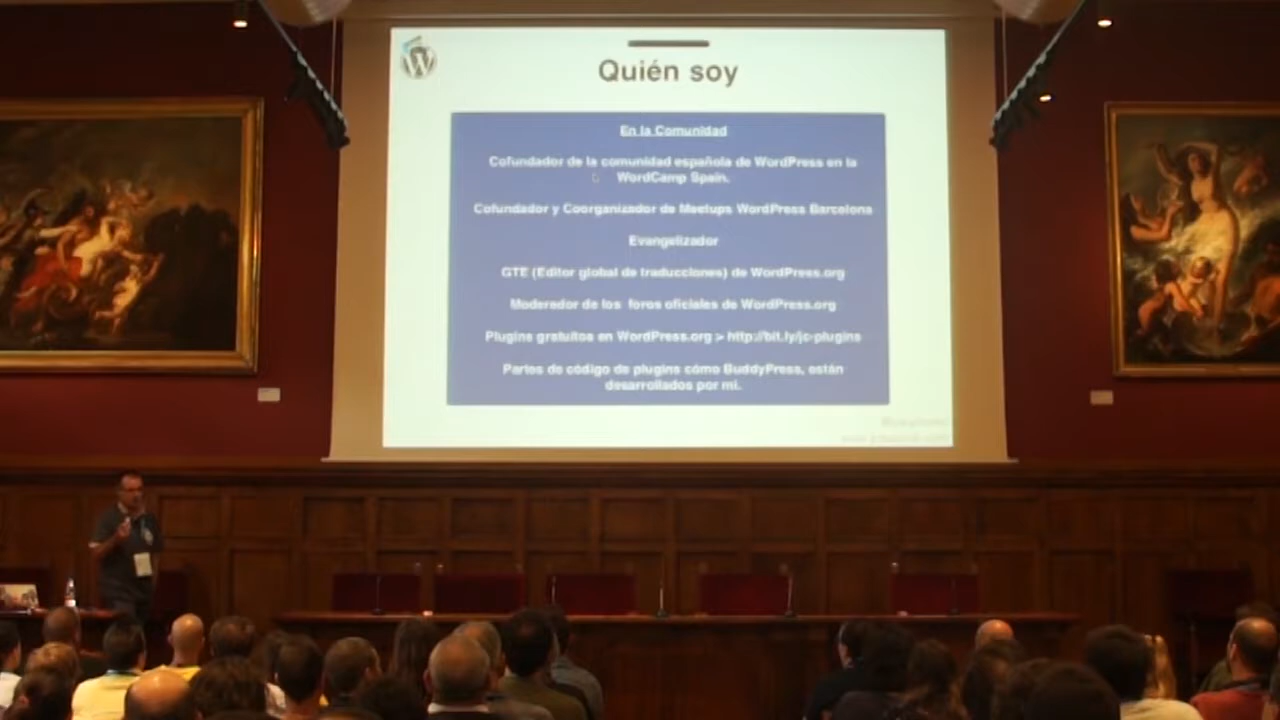 Quién soy
En la Comunidad
Cofundador de la comunidad española de WordPress en la
WordCamp Spain.
Cofundador y Coorganizador de Meetups WordPress Barcelona
Evangelizador
GTE (Editor global de traducciones) de WordPress.org
Moderador de los foros oficiales de WordPress.org
Plugins gratuitos en WordPress.org > http://bit.ly/jc-plugins
Partes de código de plugins cómo BuddyPress, están
desarrollados por mi.